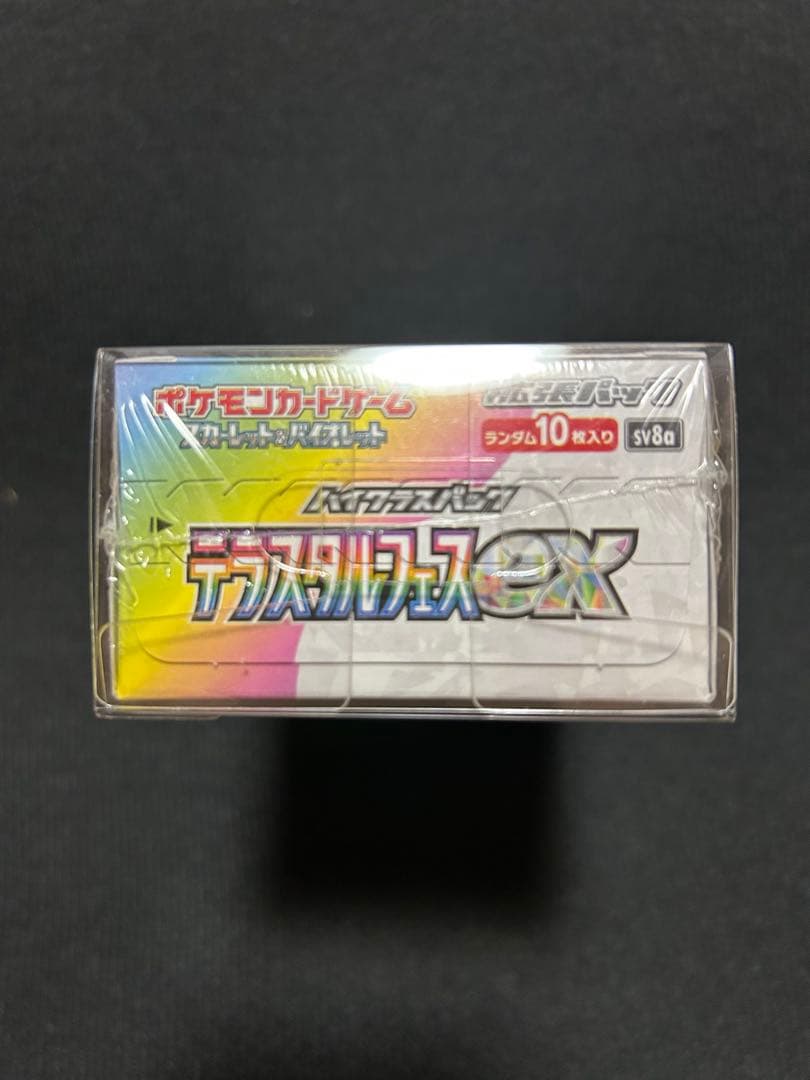 ポケモンカードゲーム
スカーレット&バイオレット
拡張パック
ランダム10枚入り
sv8a
ハイクラスパック
テラスタルフェスex